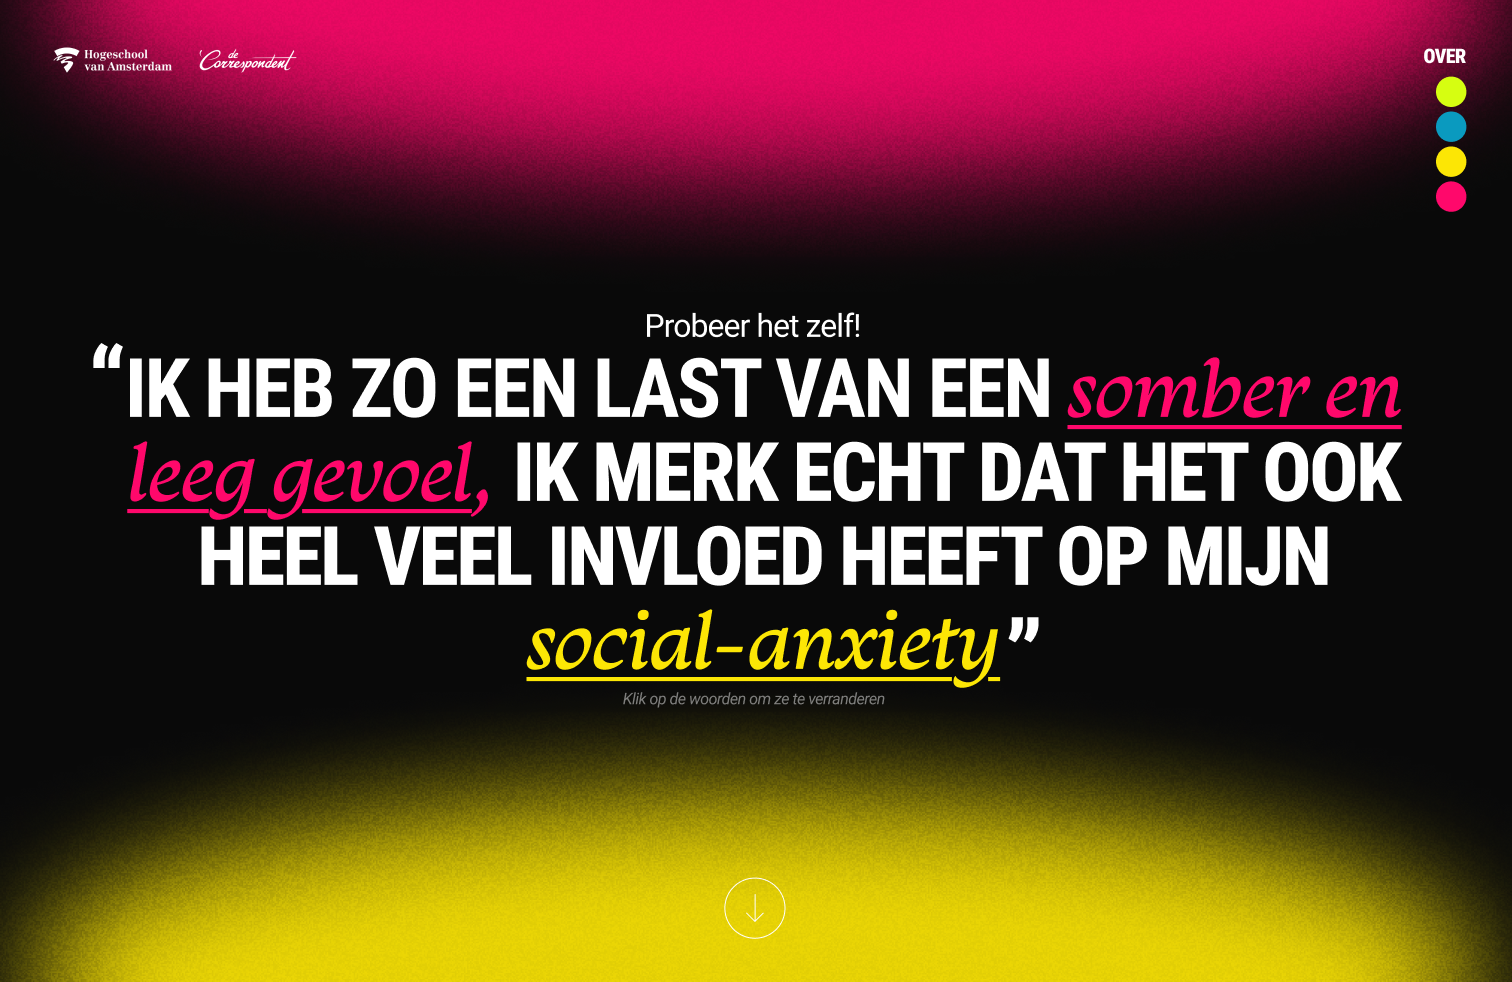 Hogeschool
van Amsterdam
de
Correspondent
OVER
Probeer het zelf!
“IK HEB ZO EEN LAST VAN EEN somber en
leeg gevoel, IK MERK ECHT DAT HET OOK
HEEL VEEL INVLOED HEEFT OP MIJN
social-anxiety”
Klik op de woorden om ze te verranderen